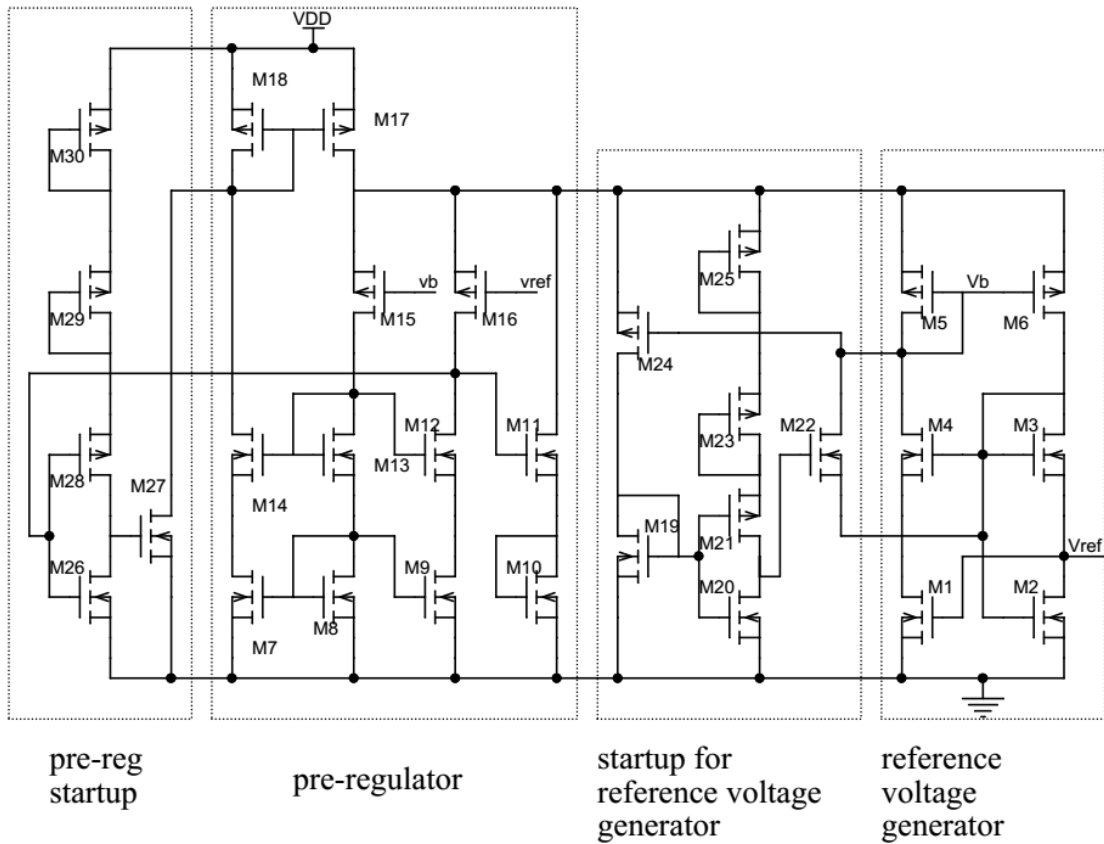 VDD
M18
M17
M30
M29
vb
vref
M15
M16
M25
Vb
M5
M6
M24
M12
M11
M23
M22
M4
M3
M28
M27
M13
M14
M19
M21
Vref
M26
M9
M10
M20
M1
M2
M7
M8
pre-reg
startup
pre-regulator
startup for
reference voltage
generator
reference
voltage
generator